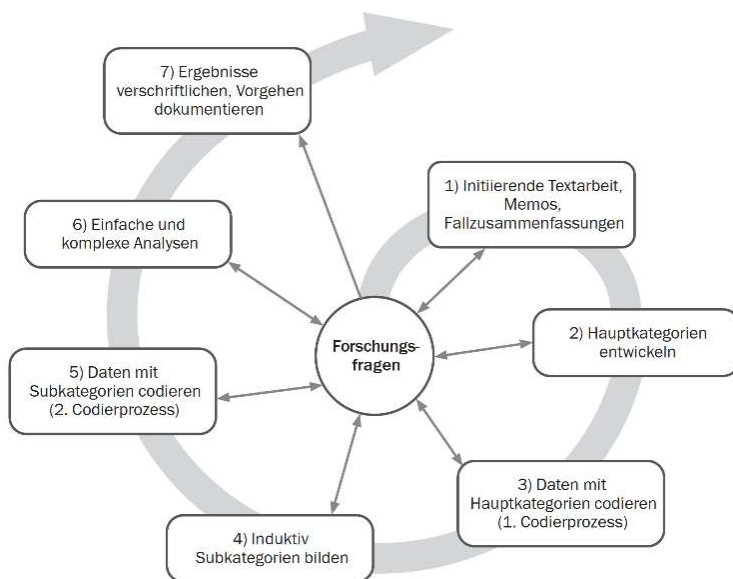 7) Ergebnisse
verschriftlichen, Vorgehen
dokumentieren
1) Initiierende Textarbeit,
Memos,
Fallzusammenfassungen
6) Einfache und
komplexe Analysen
Forschungs-
fragen
2) Hauptkategorien
entwickeln
5) Daten mit
Subkategorien codieren
(2. Codierprozess)
3) Daten mit
Hauptkategorien codieren
(1. Codierprozess)
4) Induktiv
Subkategorien bilden